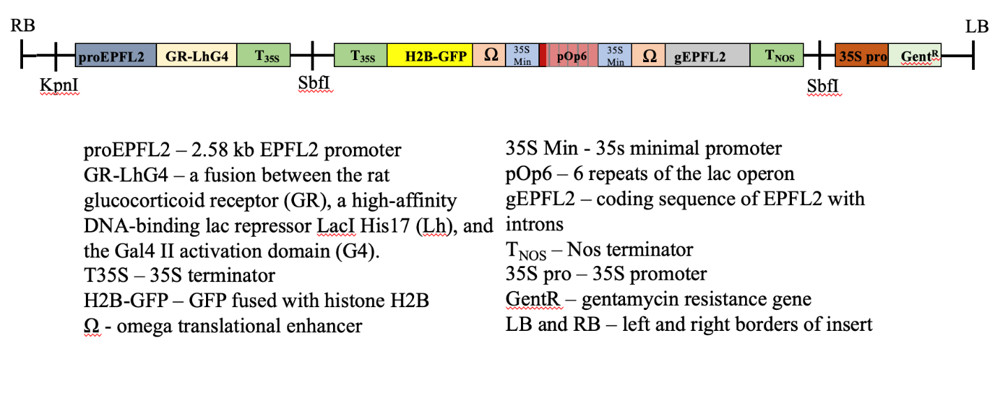 RB
LB
proEPFL2 GR-LhG4 T35S T35S H2B-GFP Ω 35S Min pOp6 35S Min Ω gEPFL2 TNOS 35S pro GentR
KpnI
SbfI
SbfI
proEPFL2 – 2.58 kb EPFL2 promoter
GR-LhG4 – a fusion between the rat
glucocorticoid receptor (GR), a high-affinity
DNA-binding lac repressor LacI His17 (Lh), and
the Gal4 II activation domain (G4).
T35S – 35S terminator
H2B-GFP – GFP fused with histone H2B
Ω - omega translational enhancer
35S Min - 35s minimal promoter
pOp6 – 6 repeats of the lac operon
gEPFL2 – coding sequence of EPFL2 with
introns
TNOS – Nos terminator
35S pro – 35S promoter
GentR – gentamycin resistance gene
LB and RB – left and right borders of insert